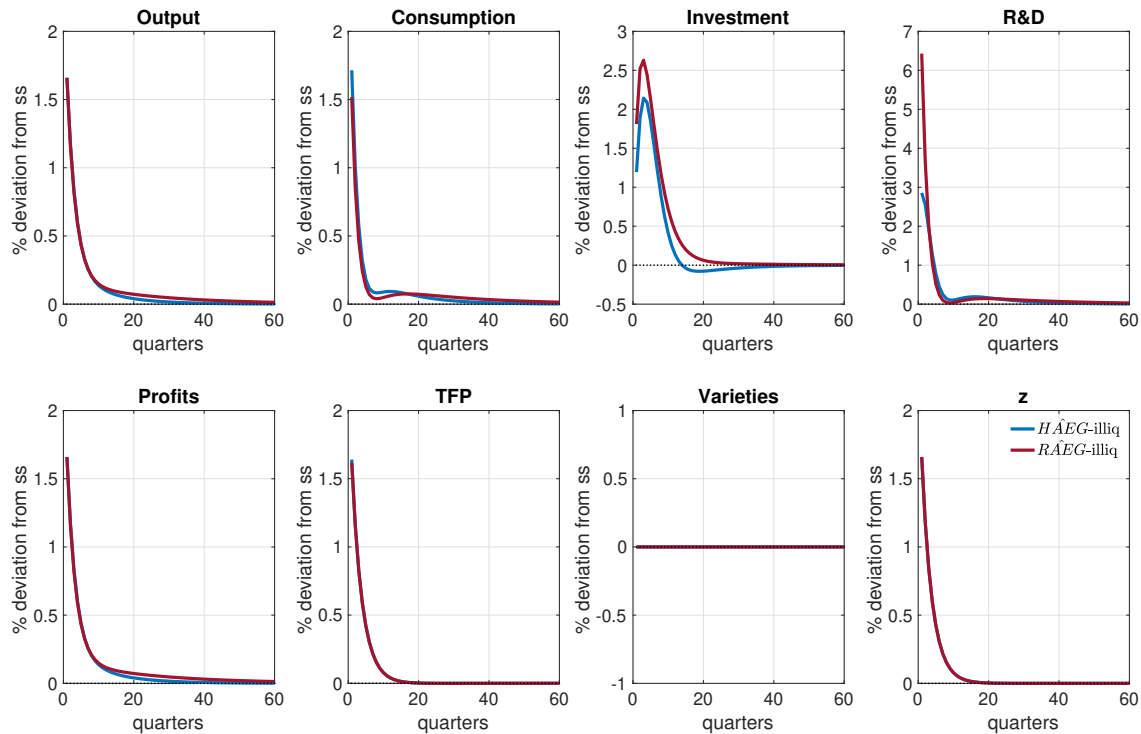 Output
Consumption
Investment
R&D
% deviation from ss
2
1.5
1
0.5
0
0 20 40 60
quarters
% deviation from ss
2
1.5
1
0.5
0
0 20 40 60
quarters
% deviation from ss
3
2.5
2
1.5
1
0.5
0
-0.5
0 20 40 60
quarters
% deviation from ss
7
6
5
4
3
2
1
0
0 20 40 60
quarters
Profits
TFP
Varieties
z
% deviation from ss
2
1.5
1
0.5
0
0 20 40 60
quarters
% deviation from ss
2
1.5
1
0.5
0
0 20 40 60
quarters
% deviation from ss
1
0.5
0
-0.5
-1
0 20 40 60
quarters
% deviation from ss
2
1.5
1
0.5
0
0 20 40 60
quarters
HÂEG-illiq
RÂEG-illiq